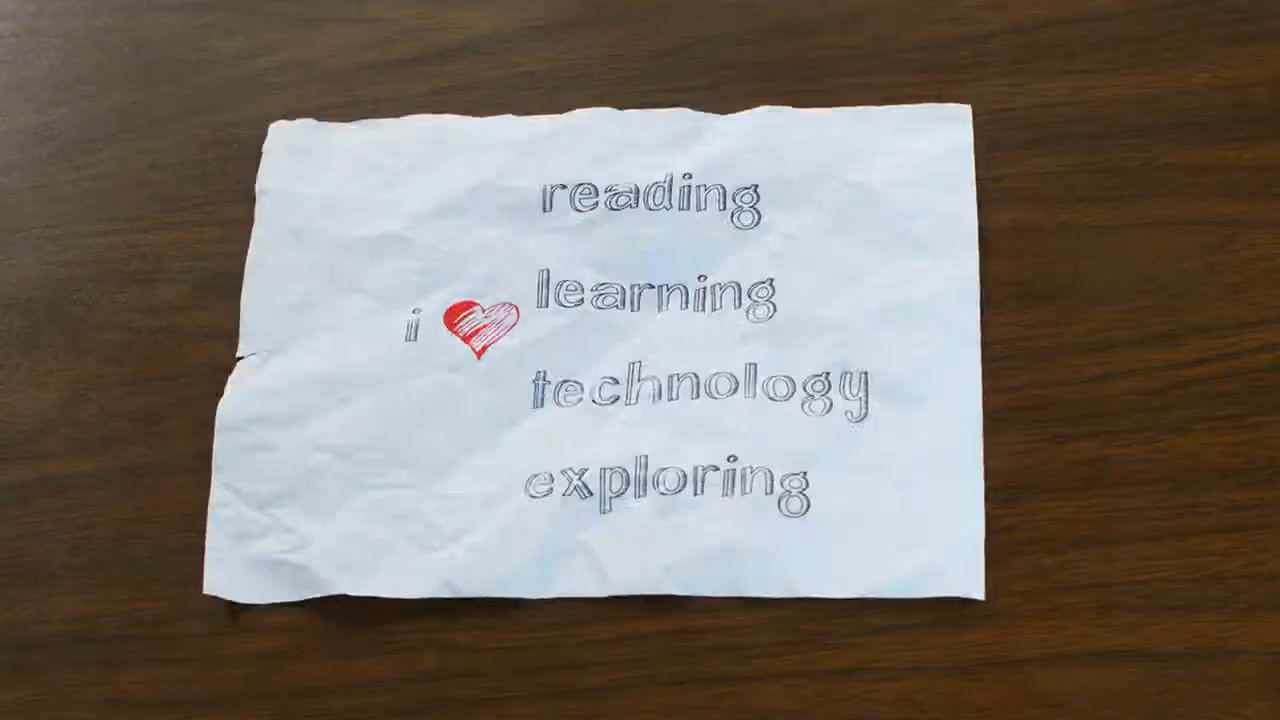 reading
learning
i ❤
technology
exploring